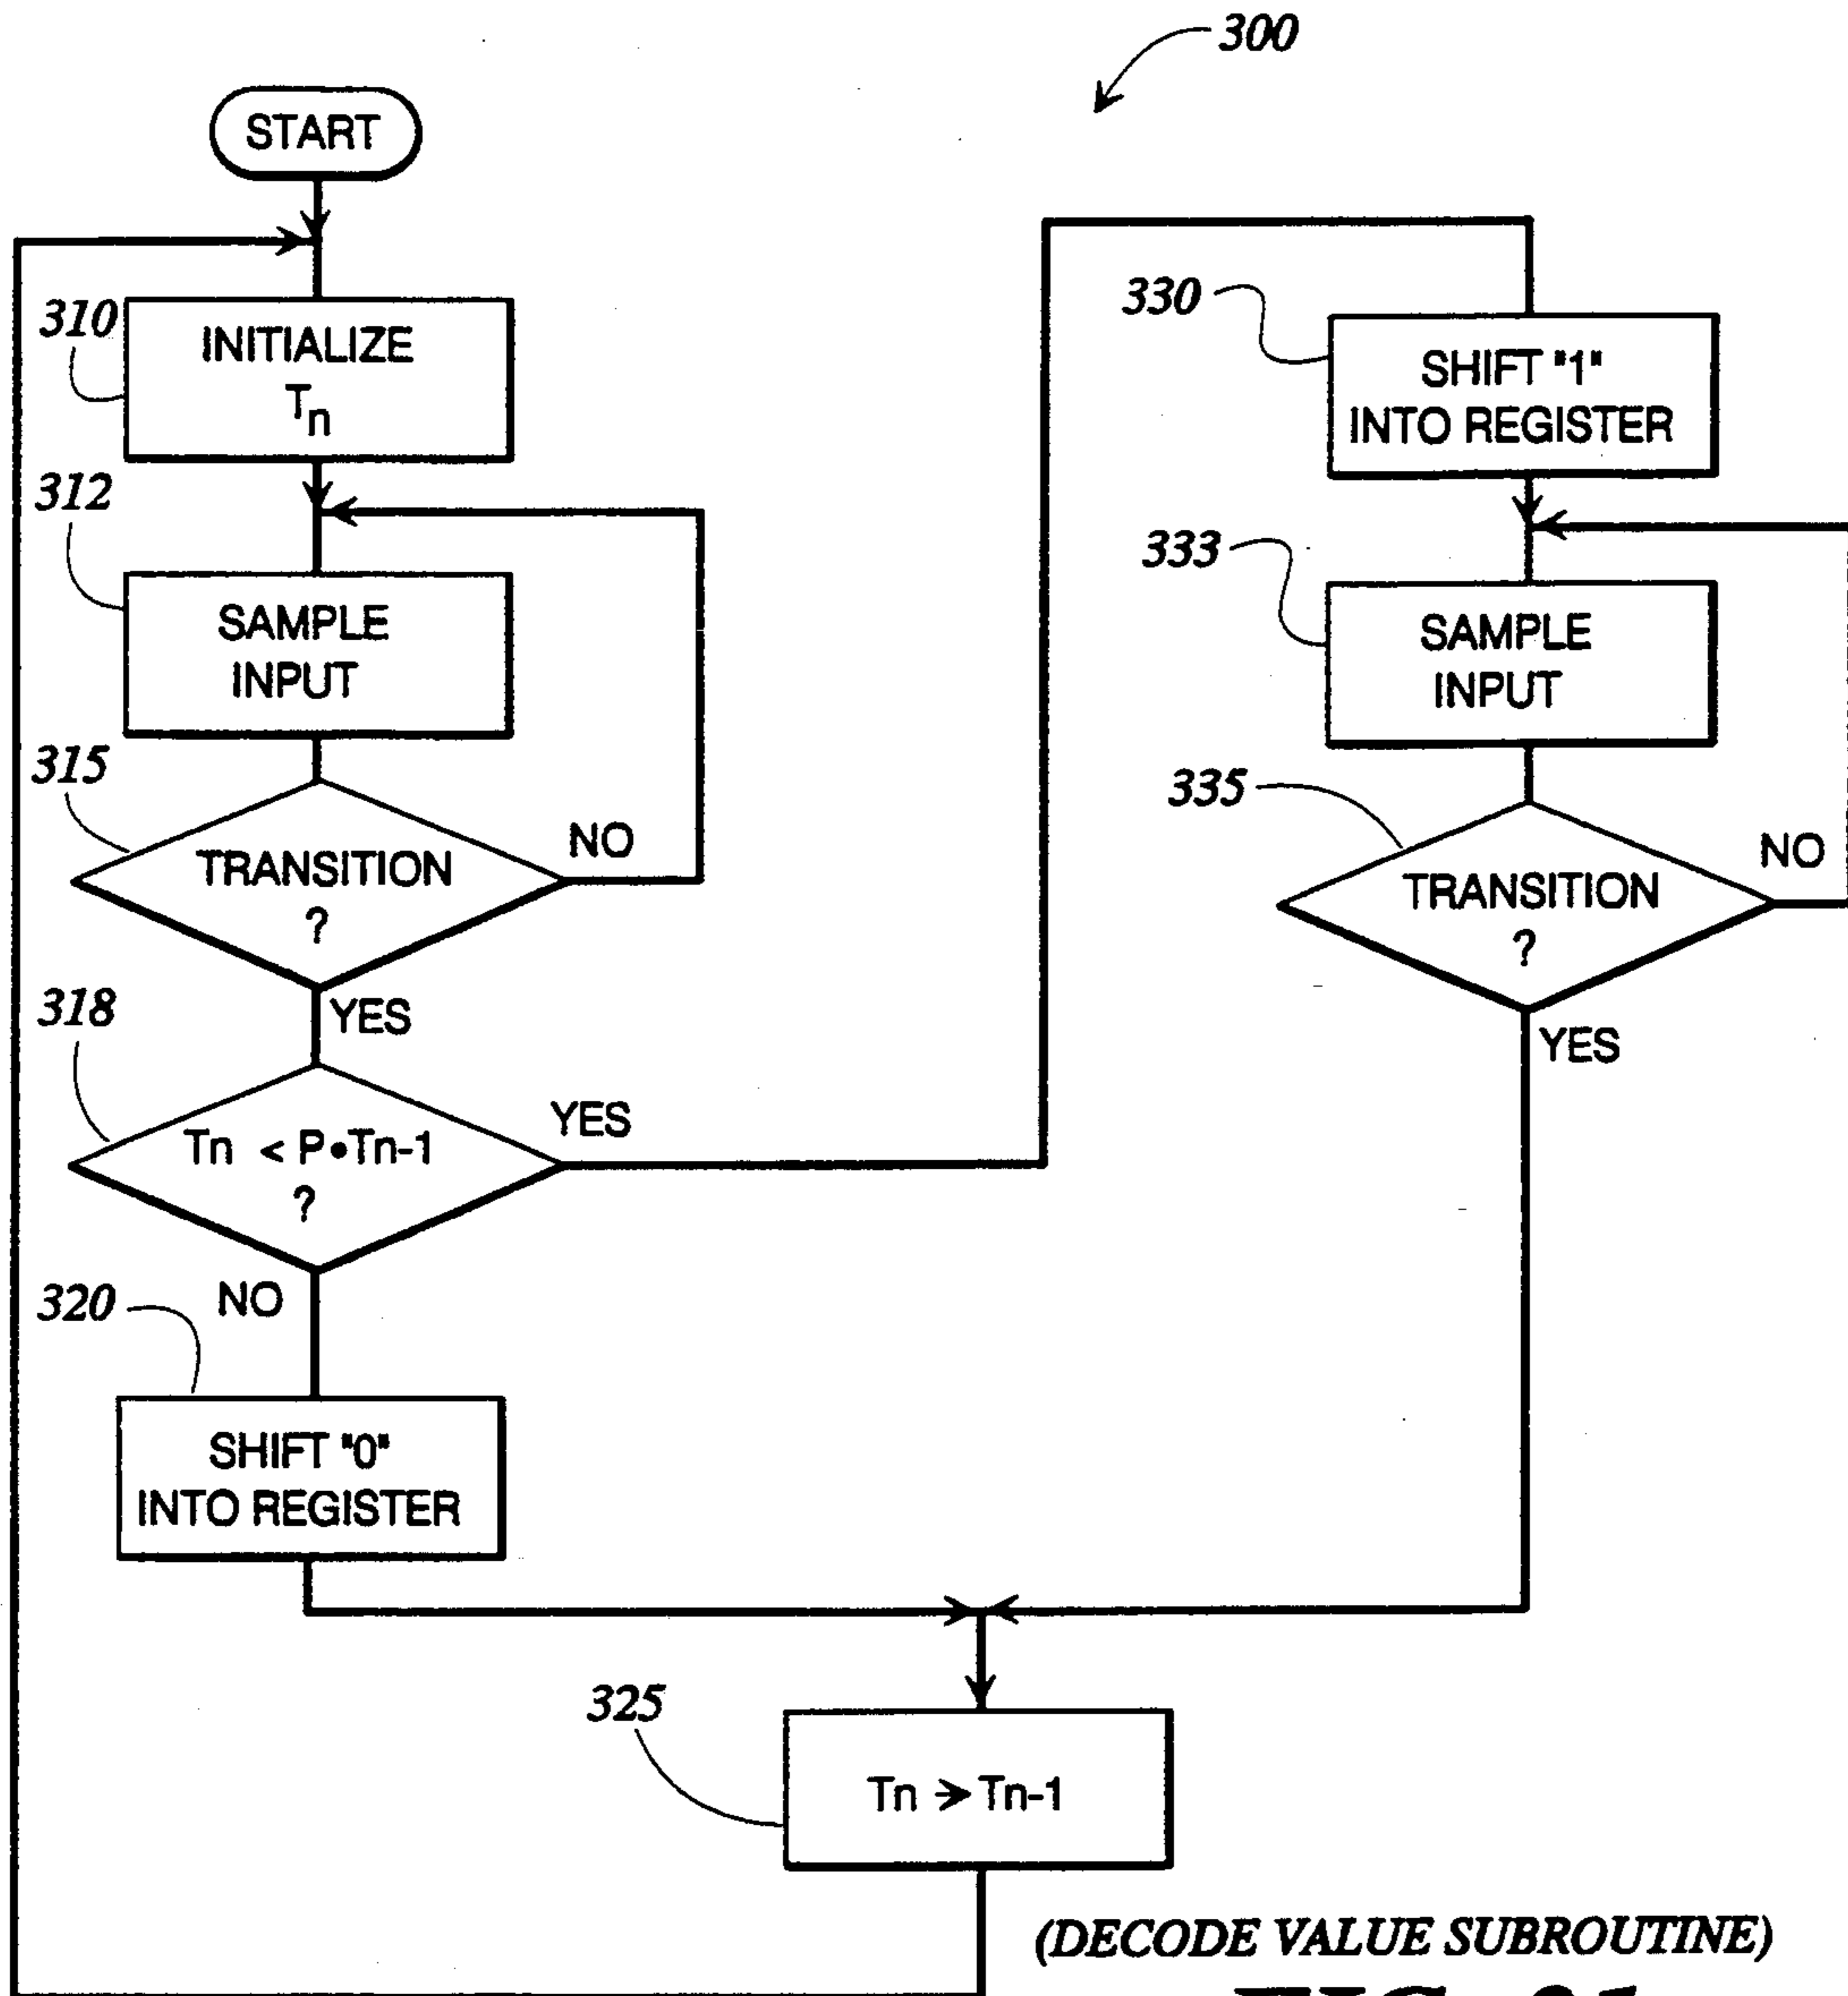 300
START
310
INITIALIZE
Tn
312
SAMPLE
INPUT
315
TRANSITION
?
NO
YES
318
Tn < P•Tn-1
?
YES
NO
320
SHIFT "0"
INTO REGISTER
330
SHIFT "1"
INTO REGISTER
333
SAMPLE
INPUT
335
TRANSITION
?
NO
YES
325
Tn → Tn-1
(DECODE VALUE SUBROUTINE)